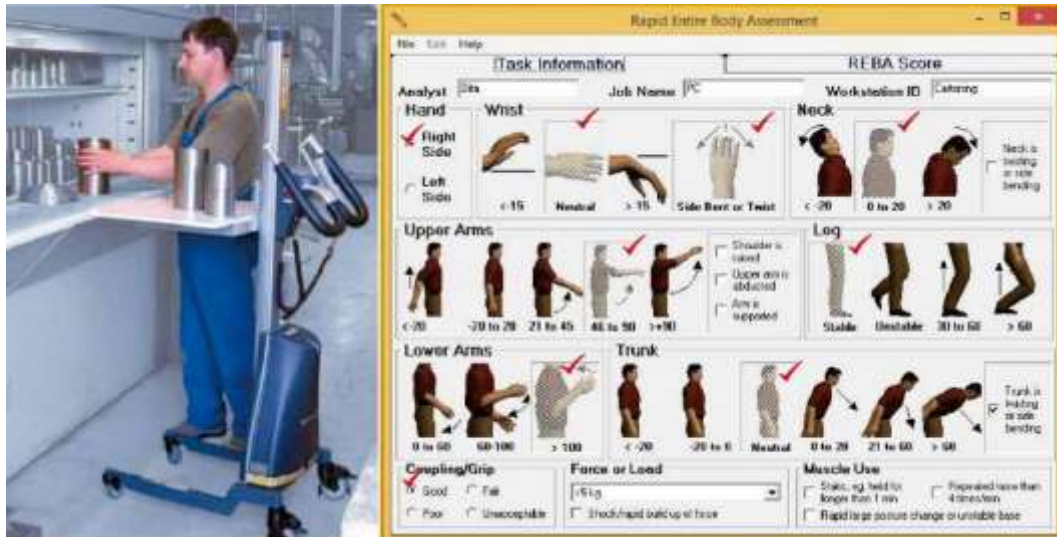 Rapid Entire Body Assessment
File Edit Help
Task Information
REBA Score
Analyst
Job Name PC
Workstation ID
Hand
Wrist
Neck
Right Side
Left Side
<-15
Neutral
> 15
Side Bent or Twist
< -20
0 to 20
> 20
Neck is
or side
bending
Upper Arms
<-20
-20 to 20
21 to 45
46 to 90
>+90
Shoulder is
raised
Upper arm is
abducted
Arm is
supported
Leg
Stable
Unstable
30 to 60
> 60
Lower Arms
0 to 60
60-100
> 100
Trunk
< -20
-20 to 0
Neutral
0 to 20
21 to 60
> 60
Trunk is
or side
bending
Coupling/Grip
Good
Fair
Poor
Unacceptable
Force or Load
<5 kg
Shock/rapid build up of force
Muscle Use
Static, eg. held for
longer than 1 min
Repeated more than
4 times/min
Rapid large posture change or unstable base